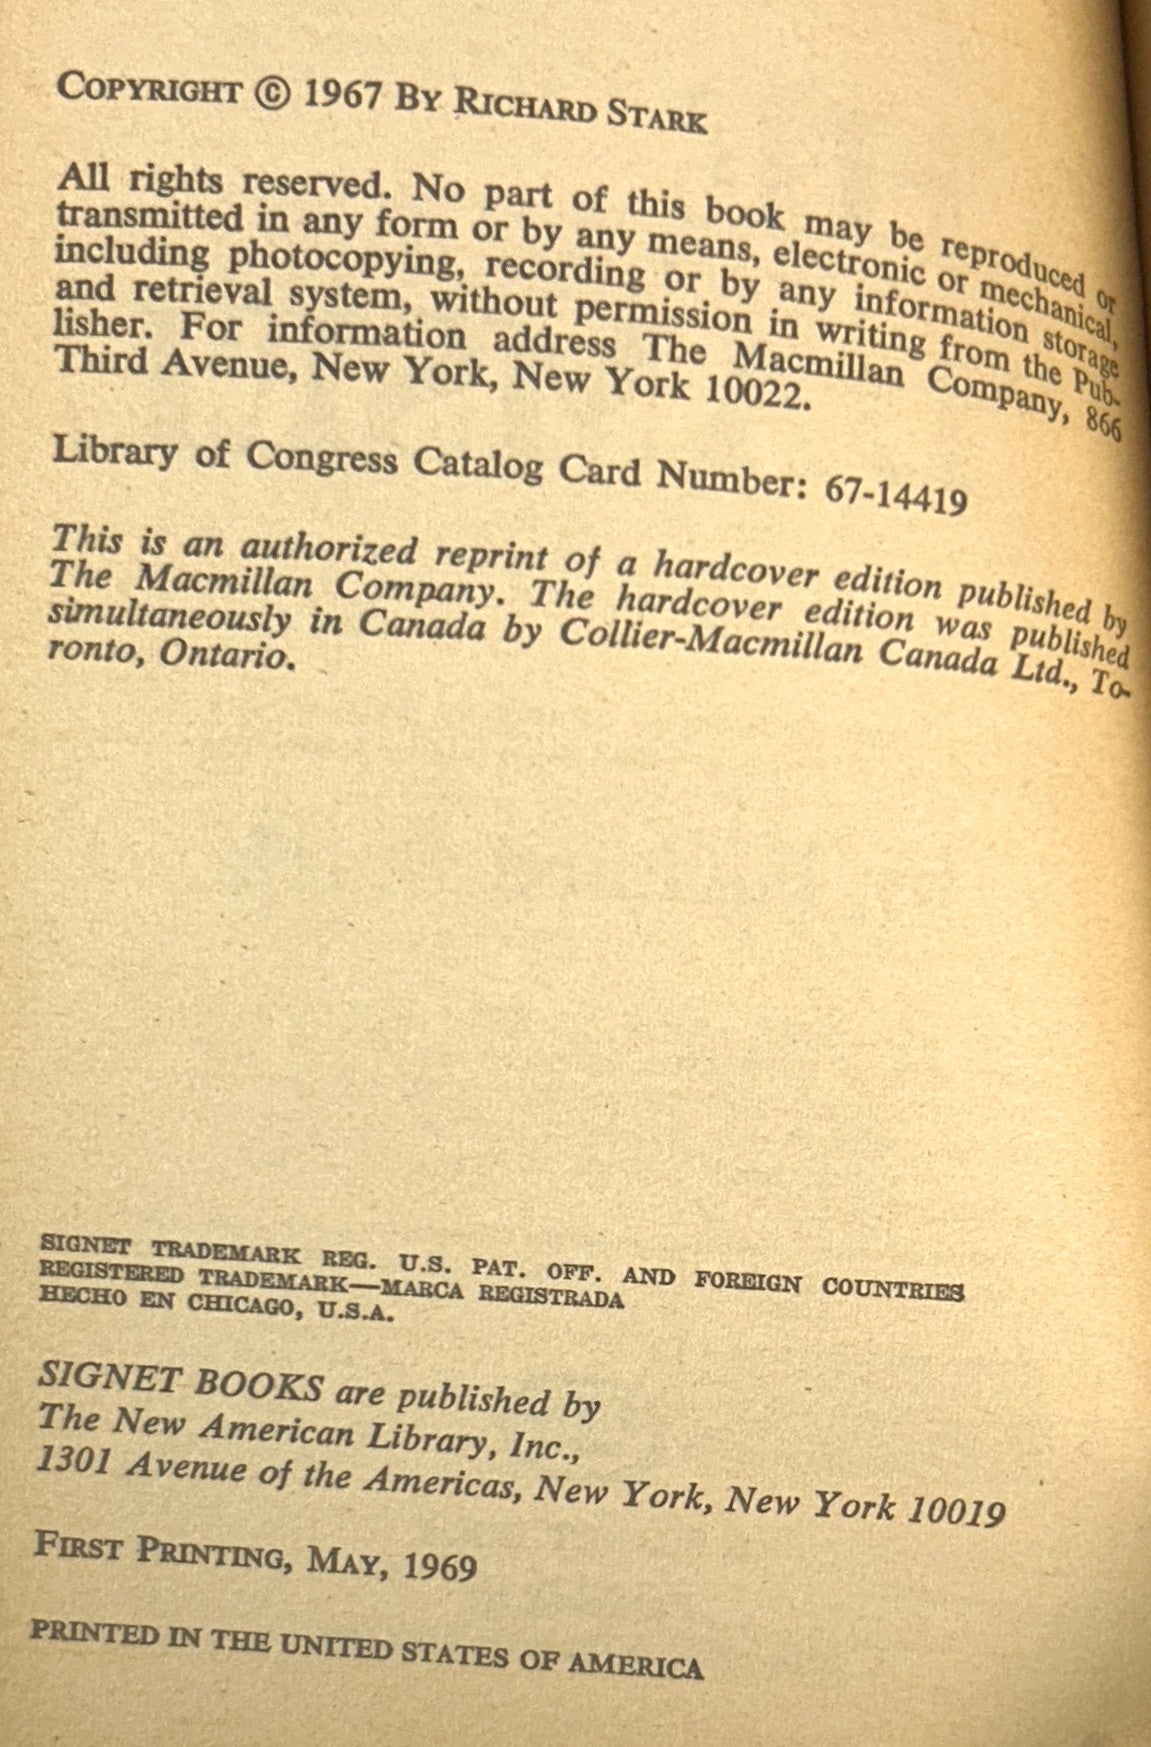 COPYRIGHT © 1967 BY RICHARD STARK
All rights reserved. No part of this book may be reproduced or
transmitted in any form or by any means, electronic or mechanical,
including photocopying, recording or by any information storage
and retrieval system, without permission in writing from the Pub-
lisher. For information address The Macmillan Company, 866
Third Avenue, New York, New York 10022.
Library of Congress Catalog Card Number: 67-14419
This is an authorized reprint of a hardcover edition published by
The Macmillan Company. The hardcover edition was published
simultaneously in Canada by Collier-Macmillan Canada Ltd., To-
ronto, Ontario.
SIGNET TRADEMARK REG. U.S. PAT. OFF. AND FOREIGN COUNTRIES
REGISTERED TRADEMARK—MARCA REGISTRADA
HECHO EN CHICAGO, U.S.A.
SIGNET BOOKS are published by
The New American Library, Inc.,
1301 Avenue of the Americas, New York, New York 10019
FIRST PRINTING, MAY, 1969
PRINTED IN THE UNITED STATES OF AMERICA